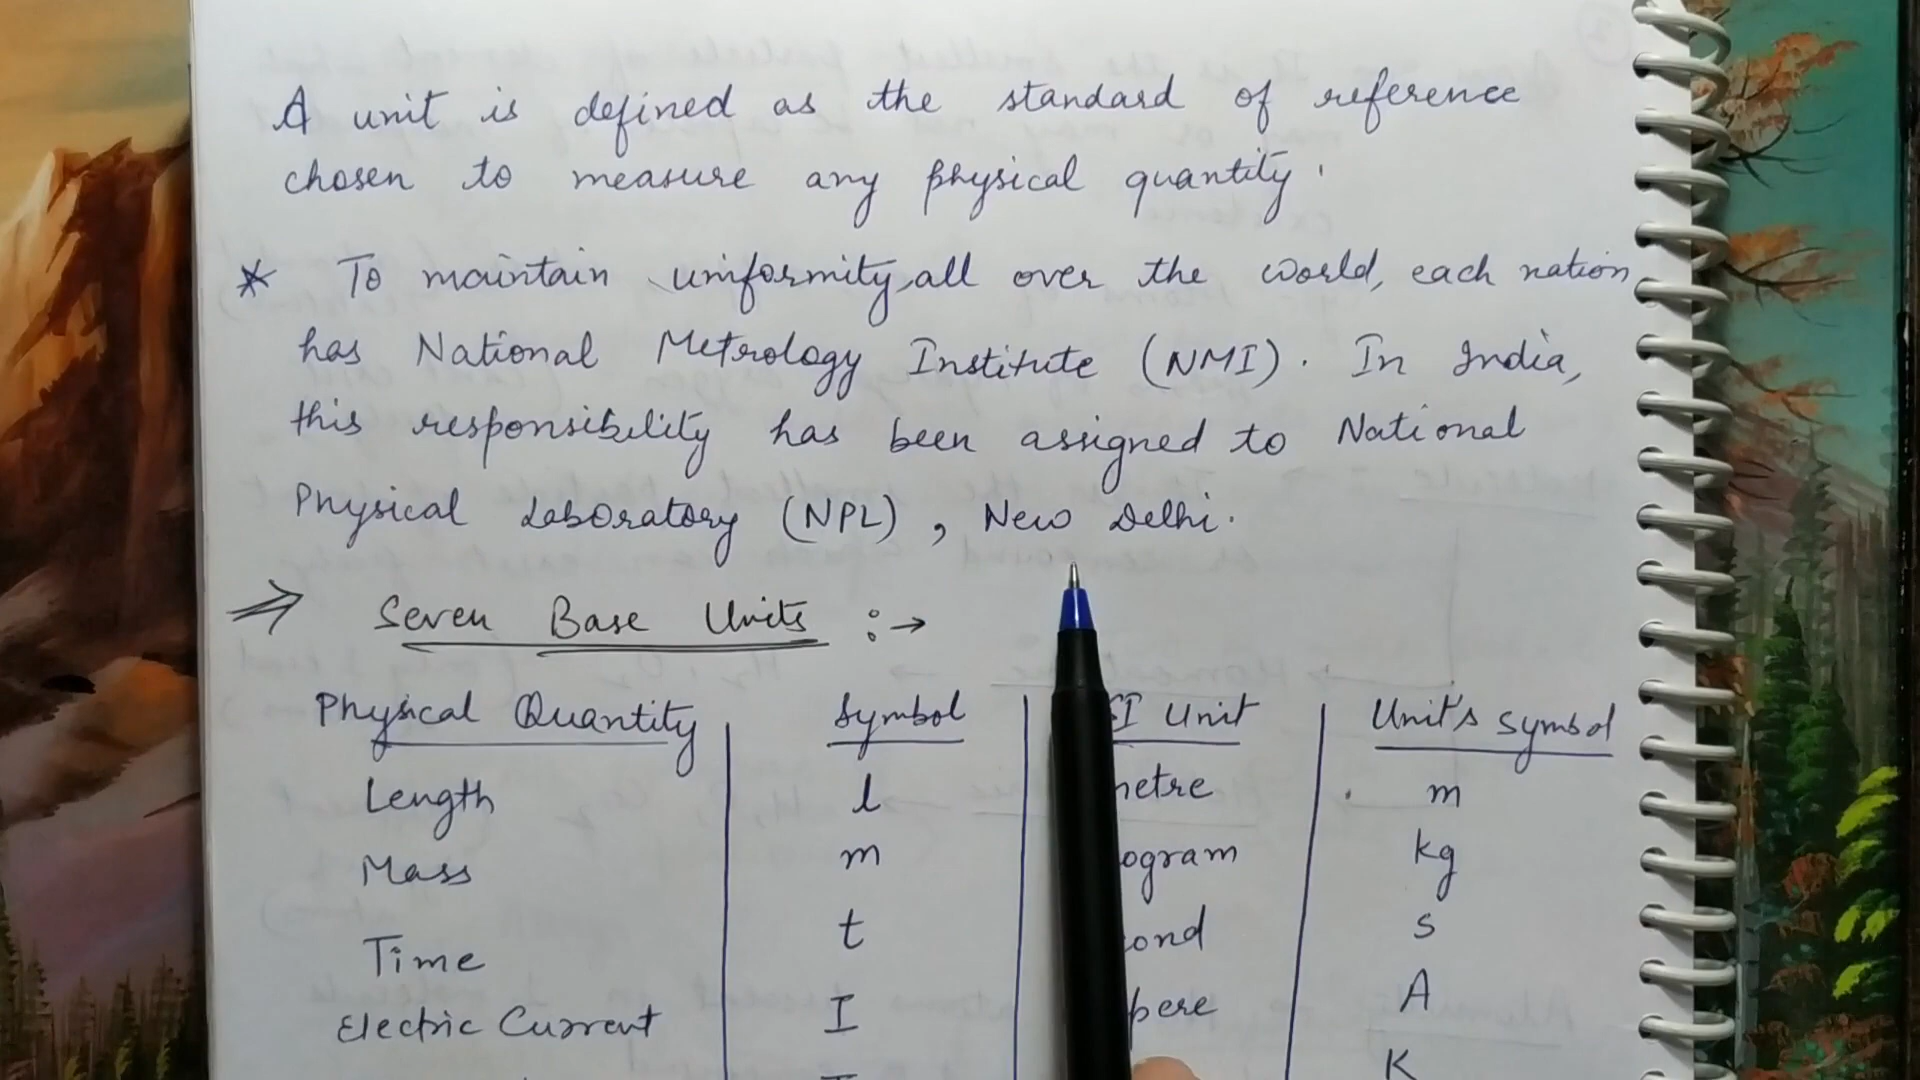 A unit is defined as the standard of reference
chosen to measure any physical quantity.
* To maintain uniformity, all over the world, each nation
has National Metrology Institute (NMI). In India,
this responsibility has been assigned to National
Physical Laboratory (NPL), New Delhi.
⇒ Seven Base Units :→
Physical Quantity Symbol SI Unit Unit's symbol
Length l metre m
Mass m ogram kg
Time t ond s
Electric Current I pere A
K